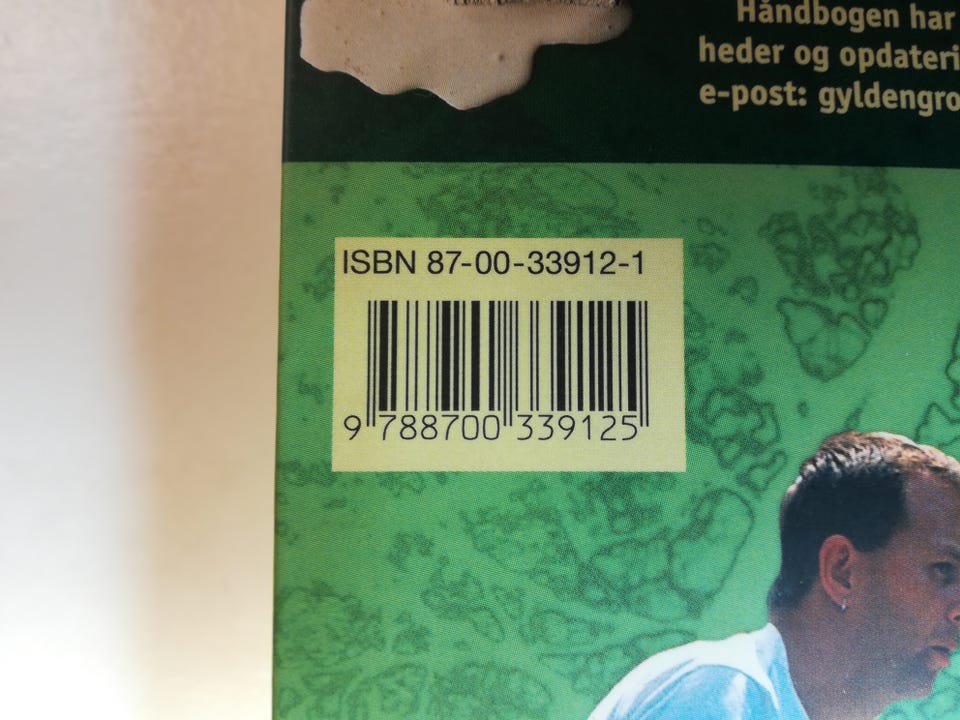 Håndbogen har
heder og opdateri
e-post: gyldengro
ISBN 87-00-33912-1
9 788700 339125